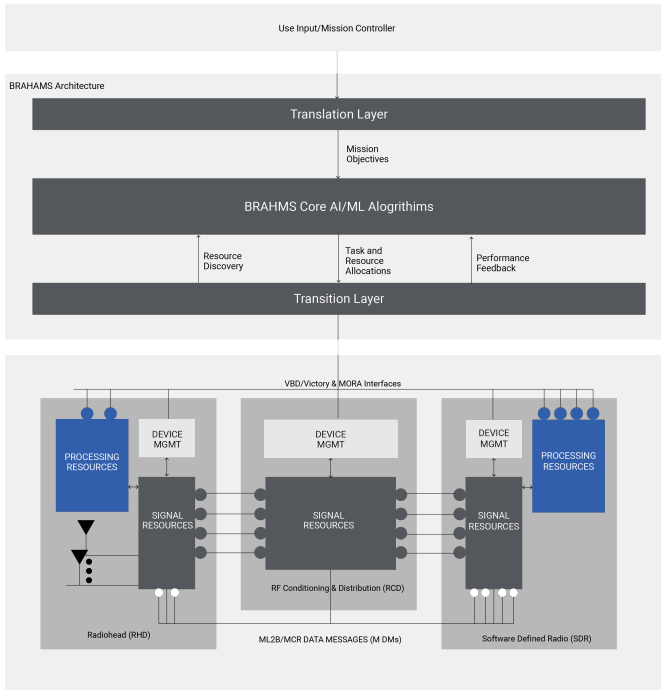 Use Input/Mission Controller
BRAHAMS Architecture
Translation Layer
Mission
Objectives
BRAHMS Core AI/ML Alogrithims
Resource
Discovery
Task and
Resource
Allocations
Performance
Feedback
Transition Layer
VBD/Victory & MORA Interfaces
PROCESSING
RESOURCES
DEVICE
MGMT
SIGNAL
RESOURCES
Radiohead (RHD)
DEVICE
MGMT
SIGNAL
RESOURCES
RF Conditioning & Distribution (RCD)
DEVICE
MGMT
PROCESSING
RESOURCES
SIGNAL
RESOURCES
Software Defined Radio (SDR)
ML2B/MCR DATA MESSAGES (M DMs)